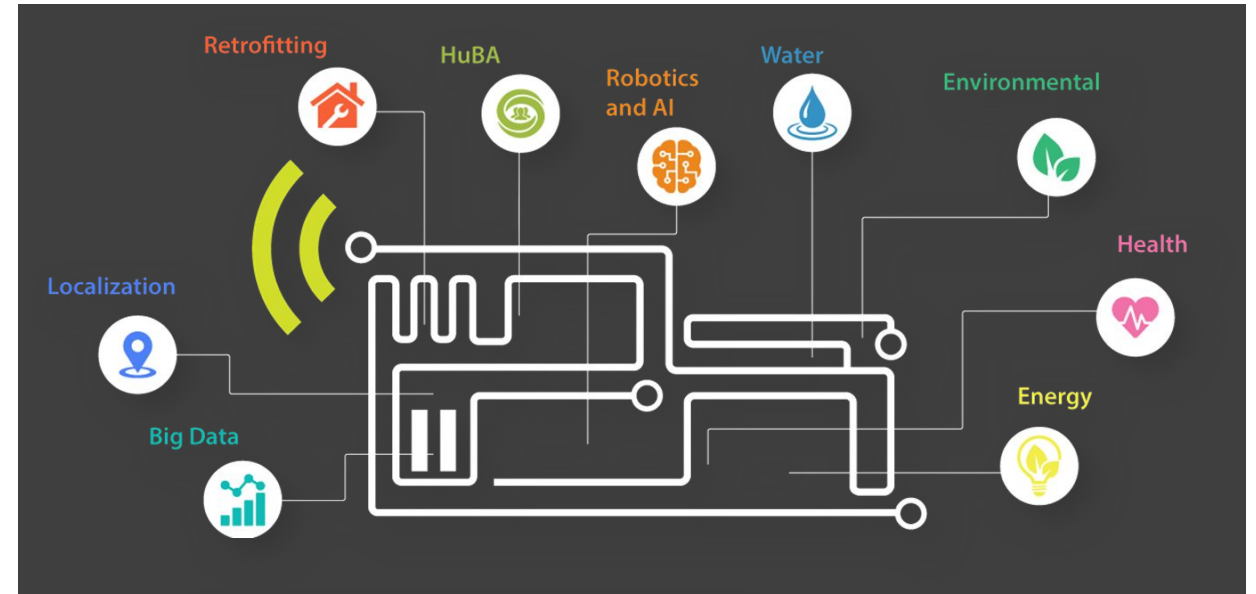 Retrofitting
HuBA
Robotics
and AI
Water
Environmental
Health
Localization
Energy
Big Data